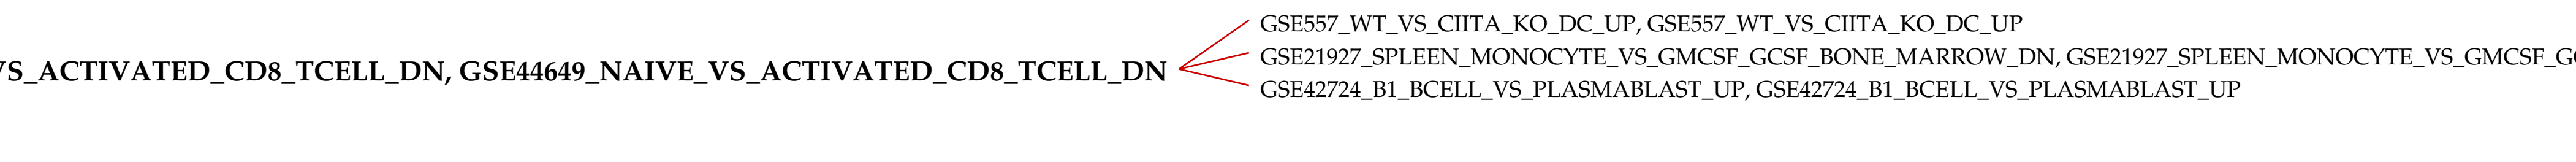 GSE557_WT_VS_CIITA_KO_DC_UP, GSE557_WT_VS_CIITA_KO_DC_UP
VS_ACTIVATED_CD8_TCELL_DN, GSE44649_NAIVE_VS_ACTIVATED_CD8_TCELL_DN
GSE21927_SPLEEN_MONOCYTE_VS_GMCSF_GCSF_BONE_MARROW_DN, GSE21927_SPLEEN_MONOCYTE_VS_GMCSF_G
GSE42724_B1_BCELL_VS_PLASMABLAST_UP, GSE42724_B1_BCELL_VS_PLASMABLAST_UP